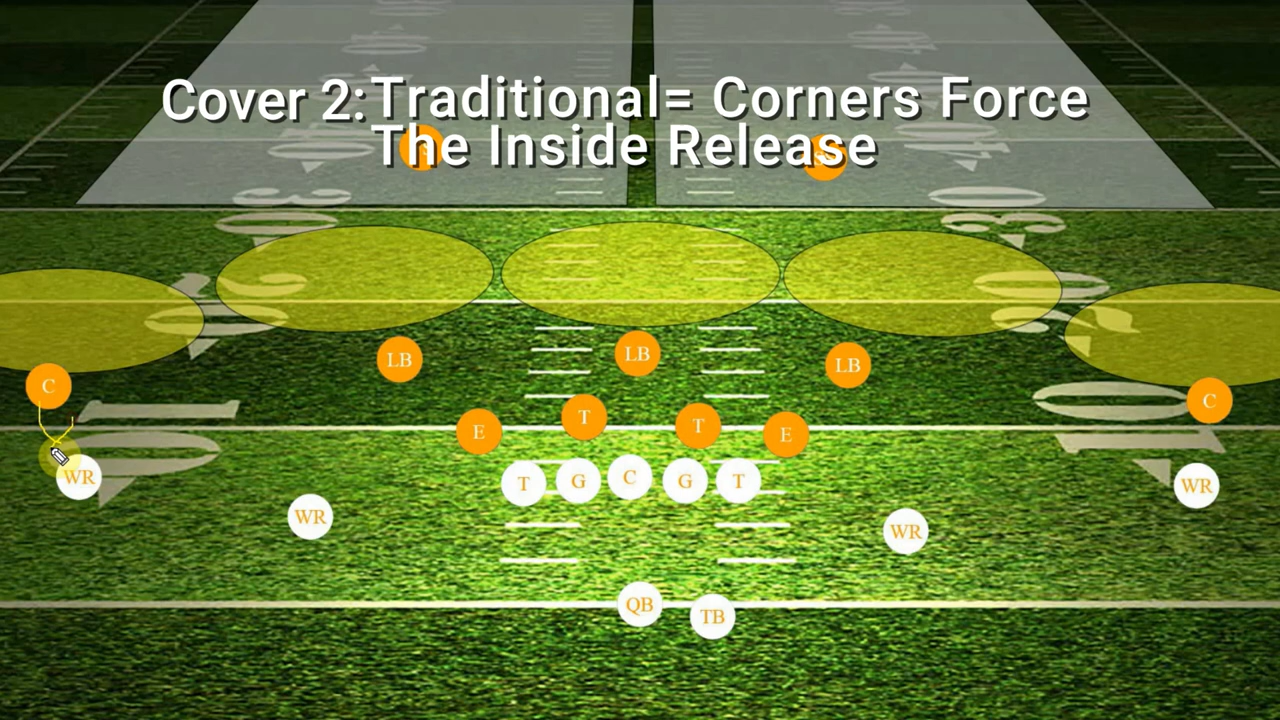 Cover 2: Traditional= Corners Force
The Inside Release
LB LB LB
C C
E T T E
WR T G C G T WR
WR WR
QB TB